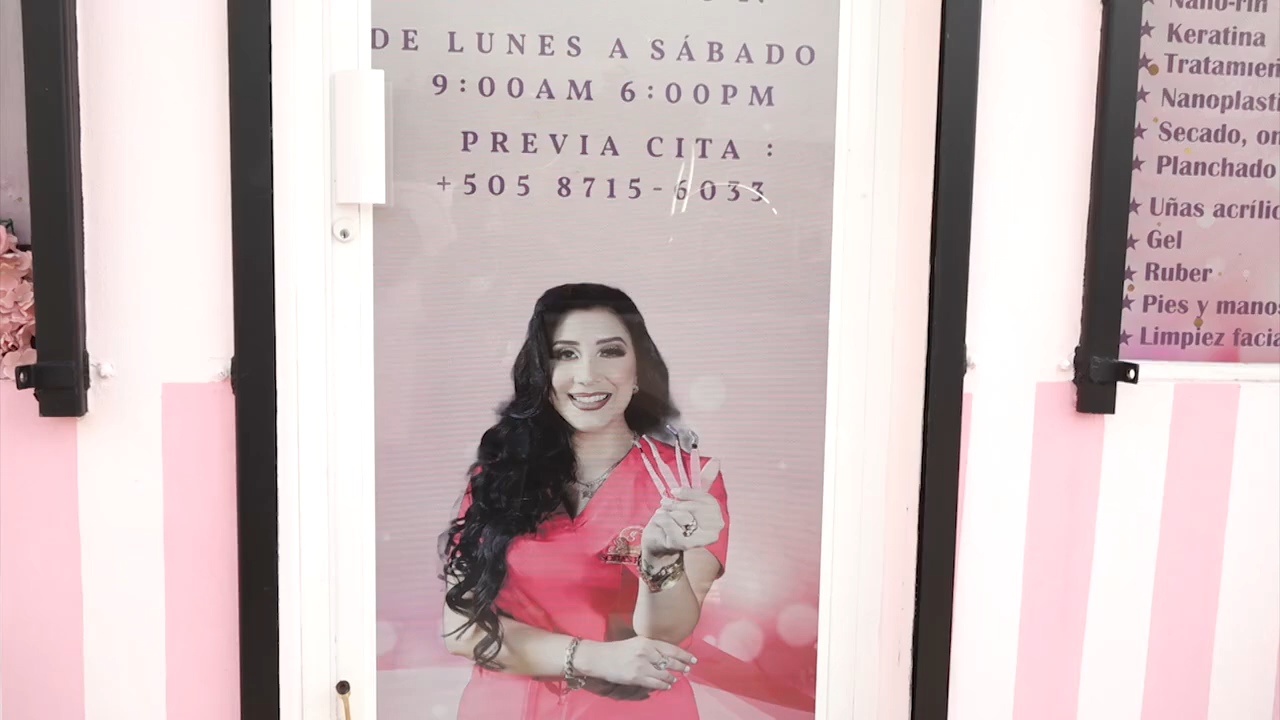 DE LUNES A SÁBADO
9:00AM 6:00PM
PREVIA CITA :
+505 8715-6033
Keratina
Nanoplasti
Secado, on
Planchado
Uñas acrílic
Gel
Ruber
Pies y manos
Limpiez facia